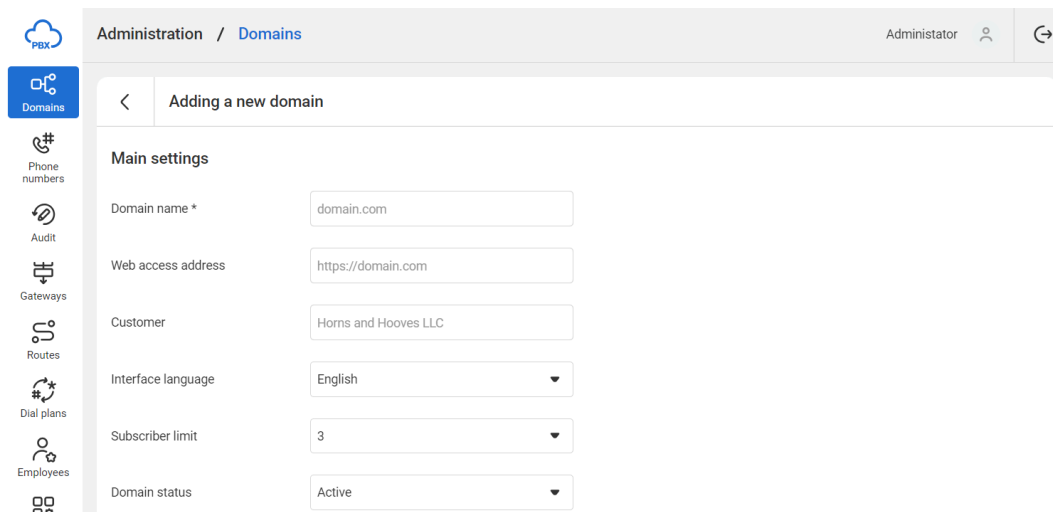 PBX
Administration / Domains
Administator
Domains
Adding a new domain
Phone
numbers
Main settings
Domain name *
domain.com
Audit
Web access address
https://domain.com
Gateways
Customer
Horns and Hooves LLC
Routes
Interface language
English
Dial plans
Subscriber limit
3
Employees
Domain status
Active